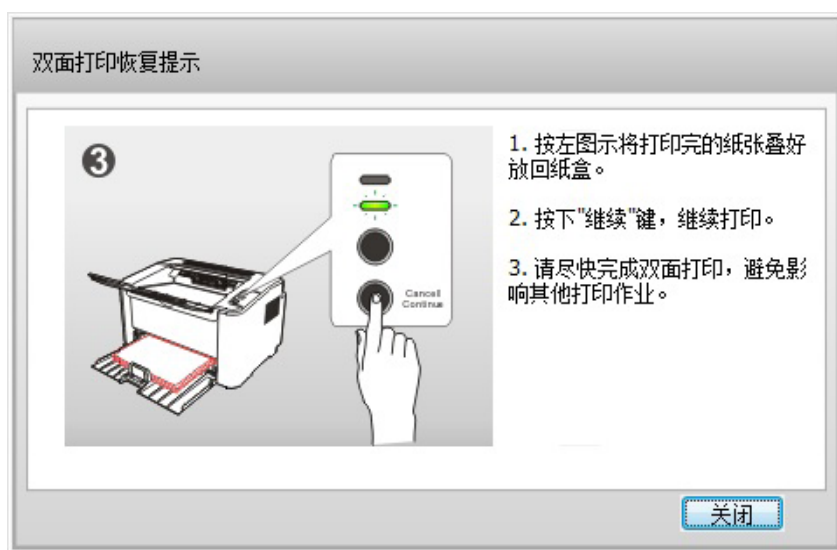 双面打印恢复提示
❸
Cancel/
Continue
1. 按左图示将打印完的纸张叠好
放回纸盒。
2. 按下"继续"键，继续打印。
3. 请尽快完成双面打印，避免影
响其他打印作业。
关闭